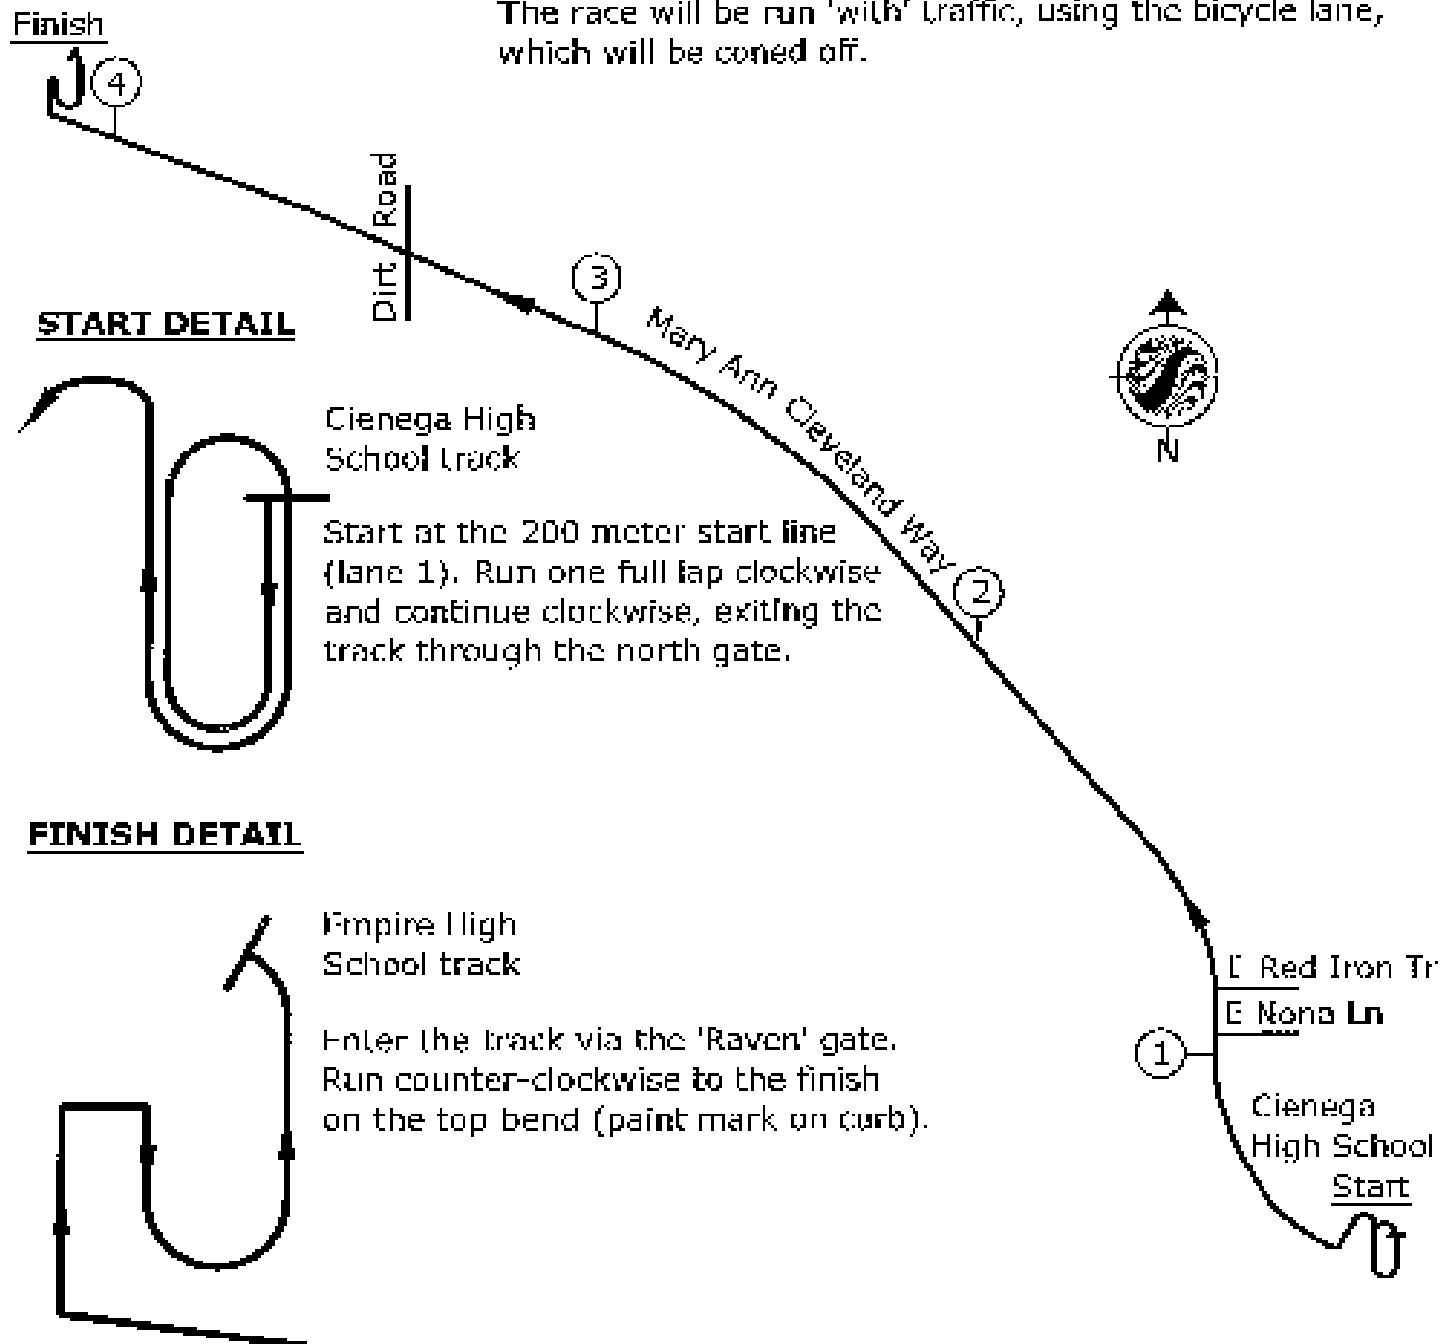 The race will be run 'with' traffic, using the bicycle lane,
which will be coned off.
Finish
4
Dirt Road
3
Mary Ann Cleveland Way
2
N
START DETAIL
Cienega High
School track
Start at the 200 meter start line
(lane 1). Run one full lap clockwise
and continue clockwise, exiting the
track through the north gate.
FINISH DETAIL
Empire High
School track
Enter the track via the 'Raven' gate.
Run counter-clockwise to the finish
on the top bend (paint mark on curb).
Red Iron Tr
E Nona Ln
1
Cienega
High School
Start